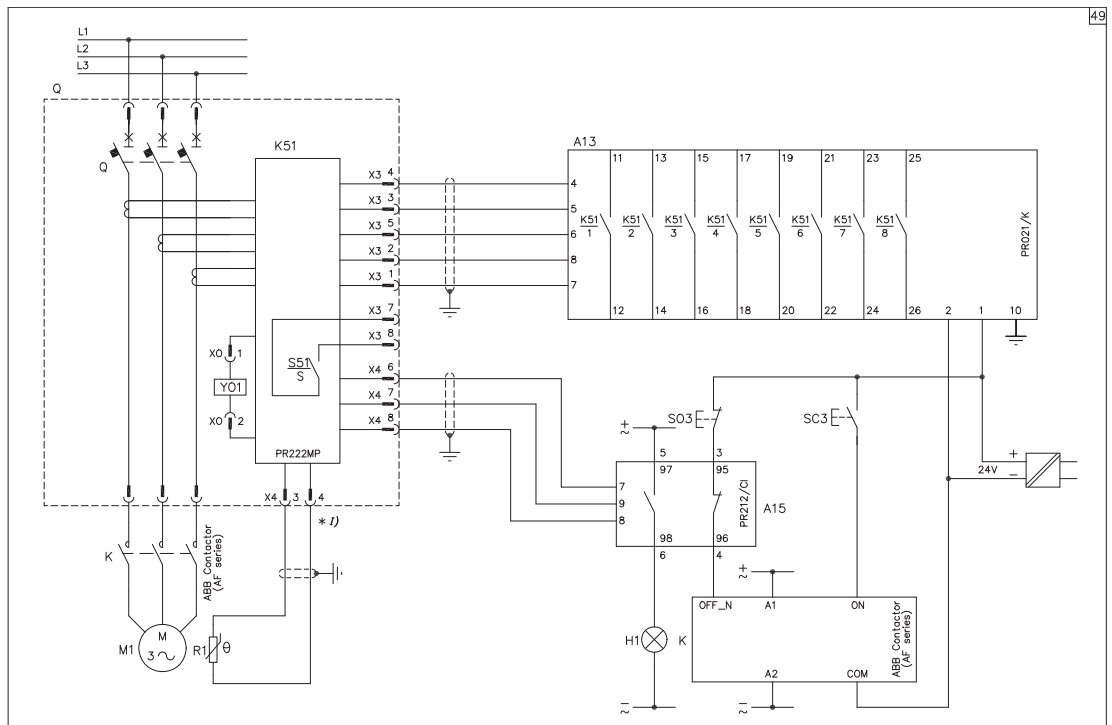 49
L1
L2
L3
Q
Q
K51
A13
11 13 15 17 19 21 23 25
X3 4
X3 3
X3 5
X3 2
X3 1
4
5
6
8
7
K51 K51 K51 K51 K51 K51 K51 K51
1 2 3 4 5 6 7 8
PR021/K
12 14 16 18 20 22 24 26 2 1 10
X3 7
X3 8
S51
S
X0 1
Y01
X0 2
X4 6
X4 7
X4 8
PR222MP
X4 3 4
* I)
+
~
SO3
SC3
5 3
97 95
7
9
8
PR212/CI
A15
98 96
6 4
+
24V
−
K
ABB Contactor
(AF series)
M1
M
3 ~
R1
θ
+
~
OFF_N A1 ON
H1
K
ABB Contactor
(AF series)
A2 COM
−
~
−
~